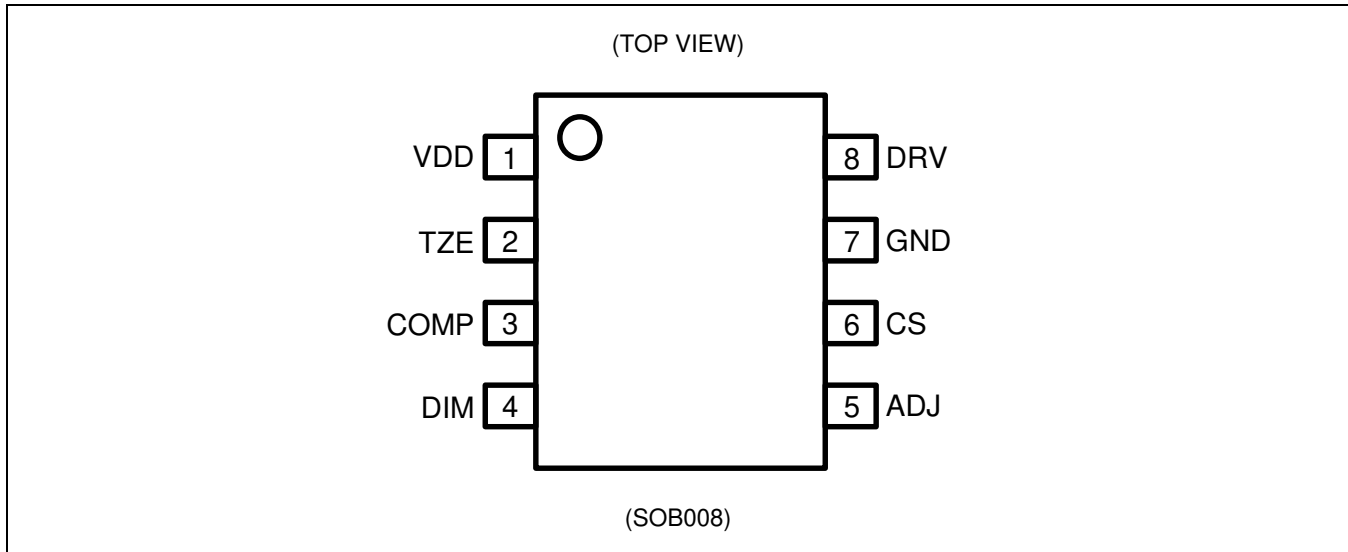 (TOP VIEW)
VDD 1 8 DRV
TZE 2 7 GND
COMP 3 6 CS
DIM 4 5 ADJ
(SOB008)